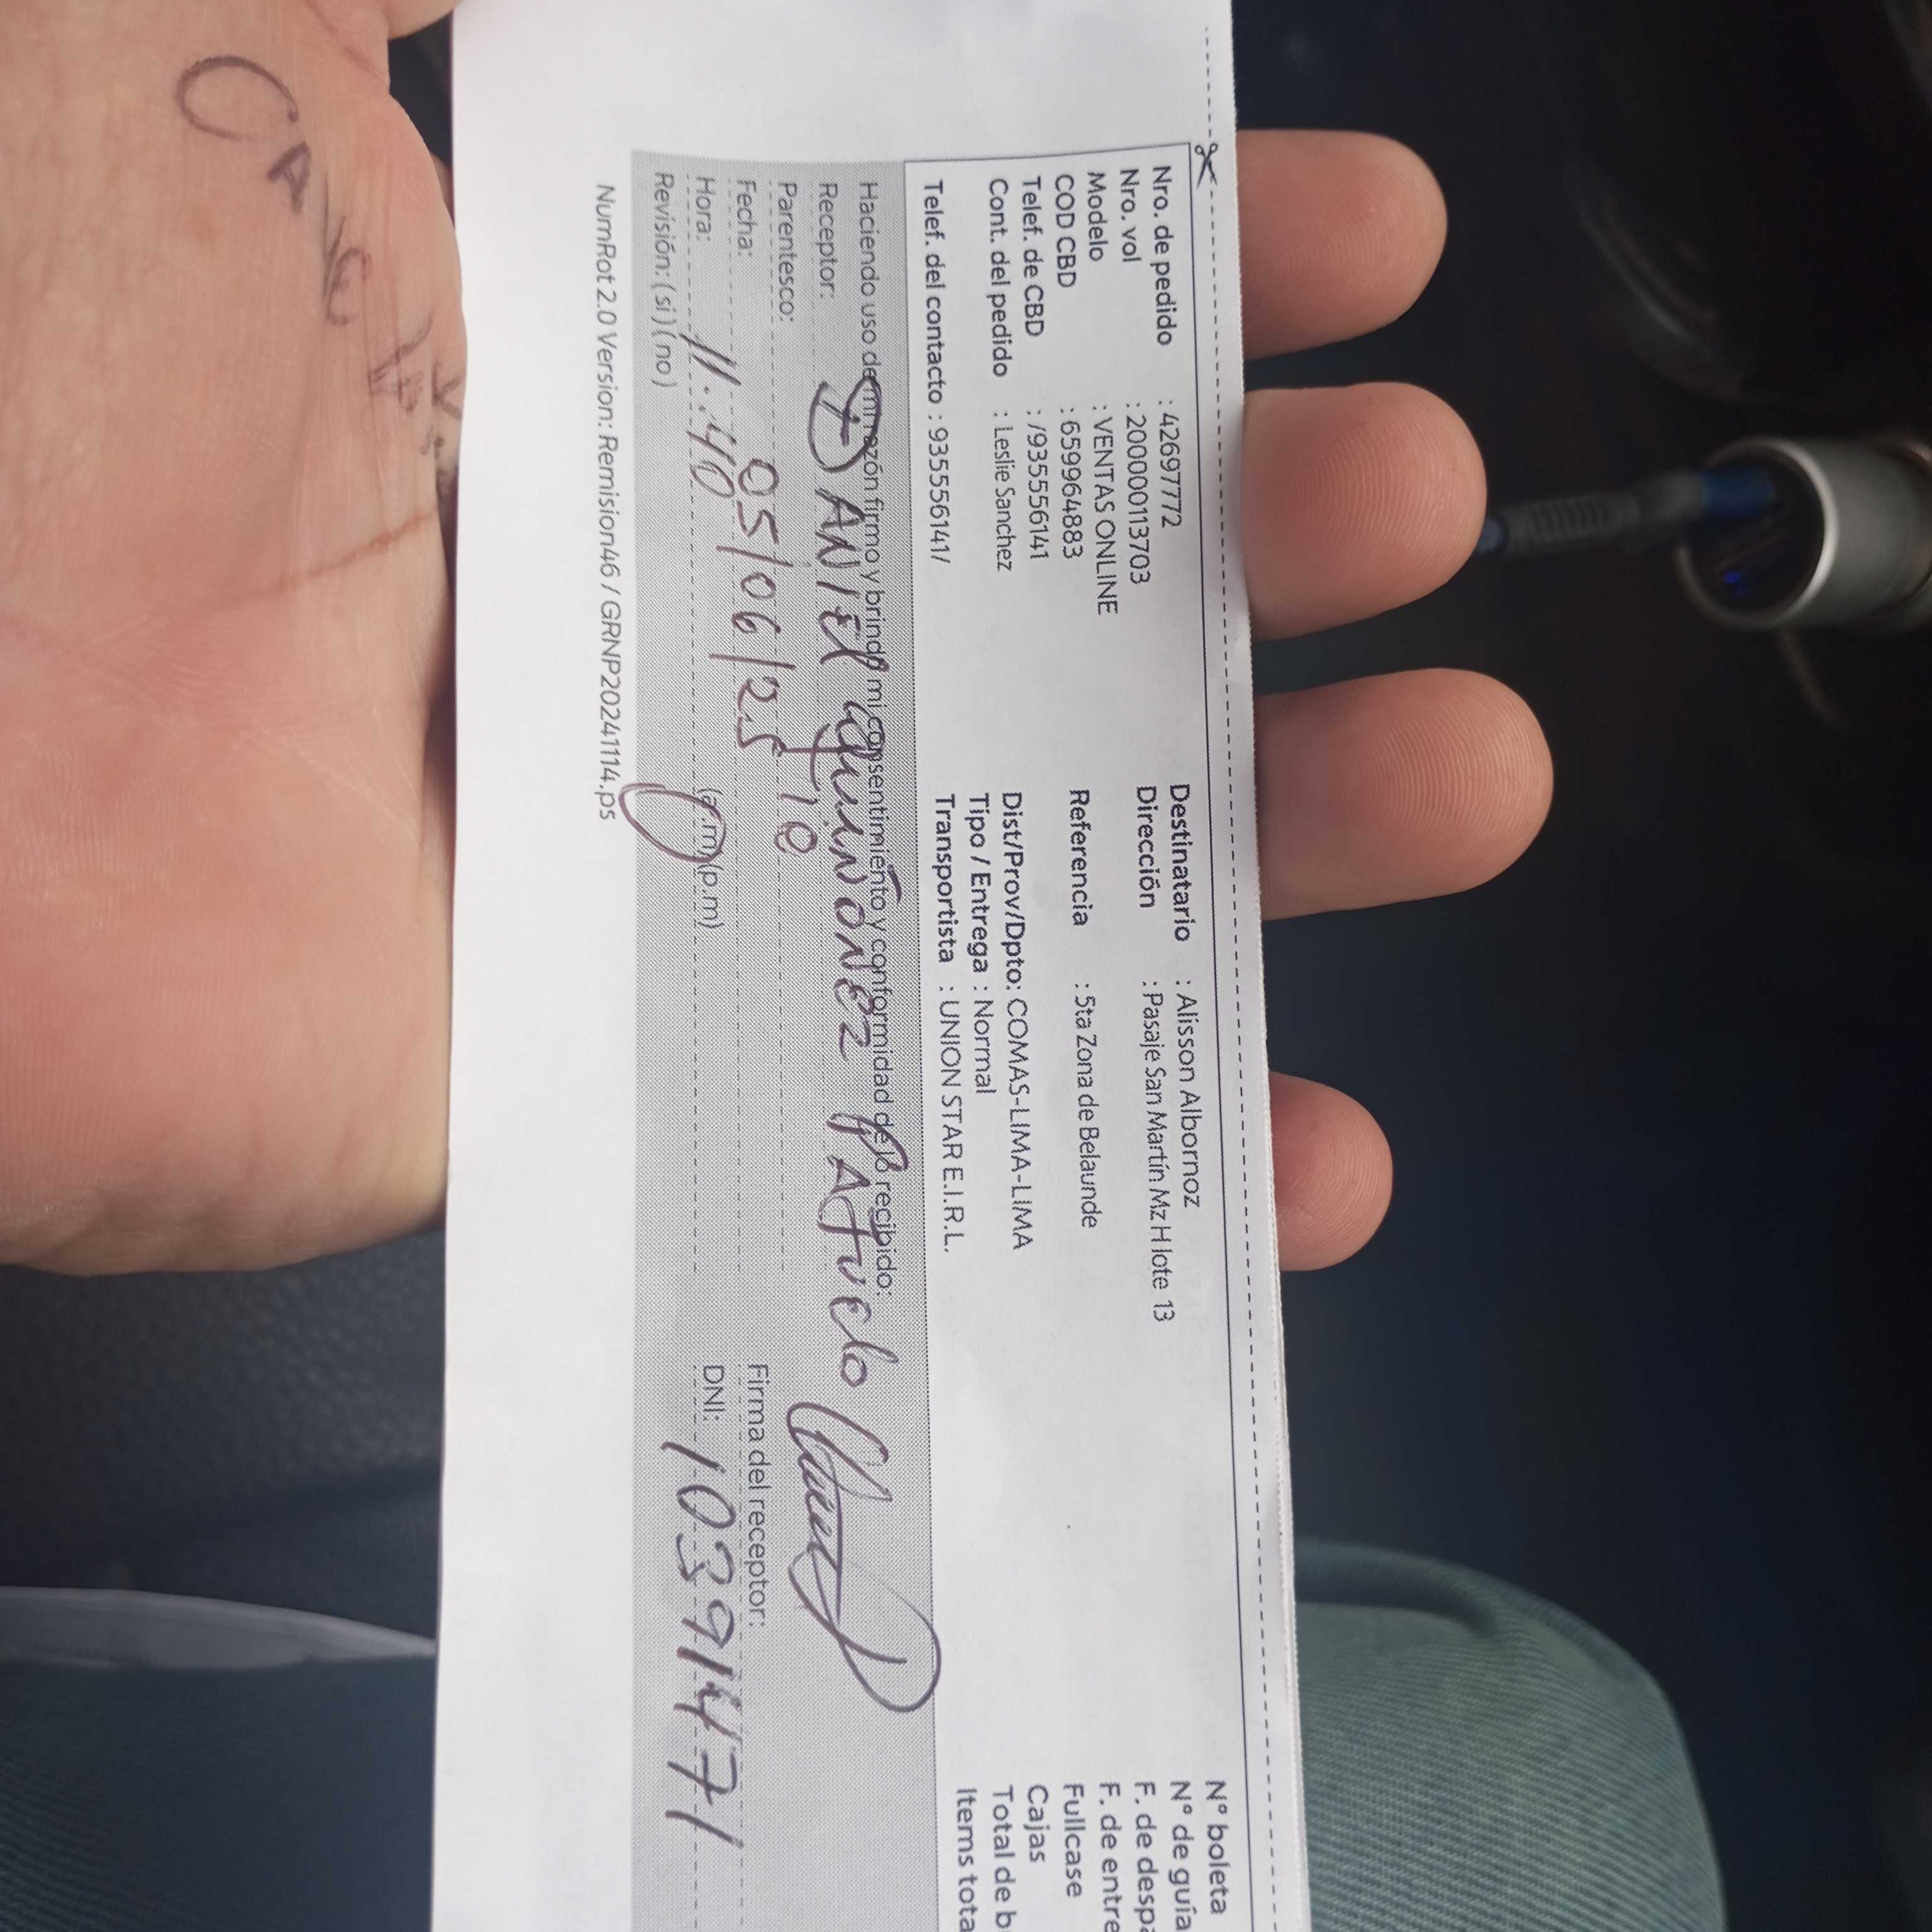 Nro. de pedido : 42697772
Nro. vol : 2000000113703
Modelo : VENTAS ONLINE
COD CBD : 659964883
Telef. de CBD : /935556141
Cont. del pedido : Leslie Sanchez
Telef. del contacto : 935556141/
Destinatario : Alisson Albornoz
Dirección : Pasaje San Martín Mz H lote 13
Referencia : 5ta Zona de Belaunde
Dist/Prov/Dpto: COMAS-LIMA-LIMA
Tipo / Entrega : Normal
Transportista : UNION STAR E.I.R.L.
N° boleta
N° de guía
F. de desp
F. de entre
Fullcase
Cajas
Total de b
Items tota
Haciendo uso de mi razón firmo y brindo mi consentimiento y conformidad de lo recibido:
Receptor: DANIEL QUIÑONEZ
Parentesco: TIO
Fecha: 05/06/25
Hora: 11:40 (a.m) (p.m)
Revisión: ( si ) ( no )
Firma del receptor:
DNI: 10391471
NumRot 2.0 Version: Remision46 / GRNP20241114.ps